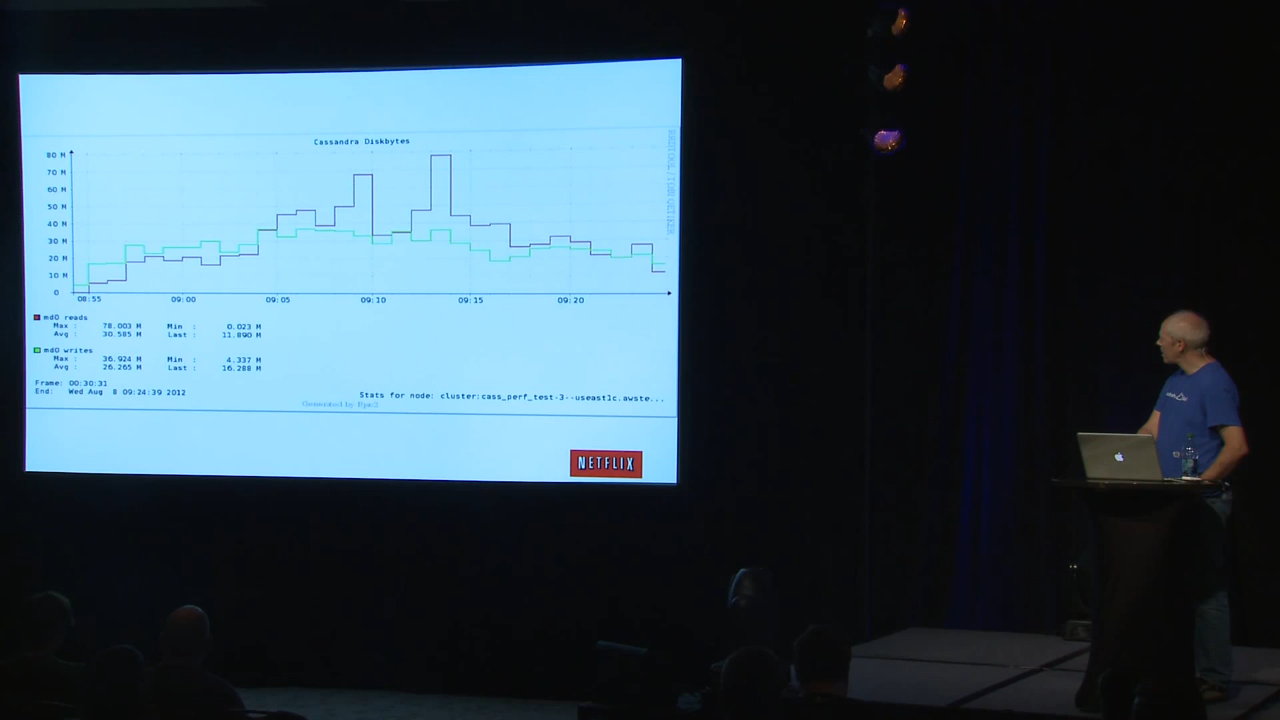 Cassandra Diskbytes
80 M
70 M
60 M
50 M
40 M
30 M
20 M
10 M
0
08:55 09:00 09:05 09:10 09:15 09:20
md0 reads
Max : 78.003 M Min : 0.023 M
Avg : 30.585 M Last : 11.890 M
md0 writes
Max : 36.924 M Min : 4.337 M
Avg : 26.265 M Last : 16.288 M
Frame: 00:30:31
End: Wed Aug 8 09:24:39 2012
Stats for node: cluster:cass_perf_test-3--useast1c.awste...
Generated by
NETFLIX